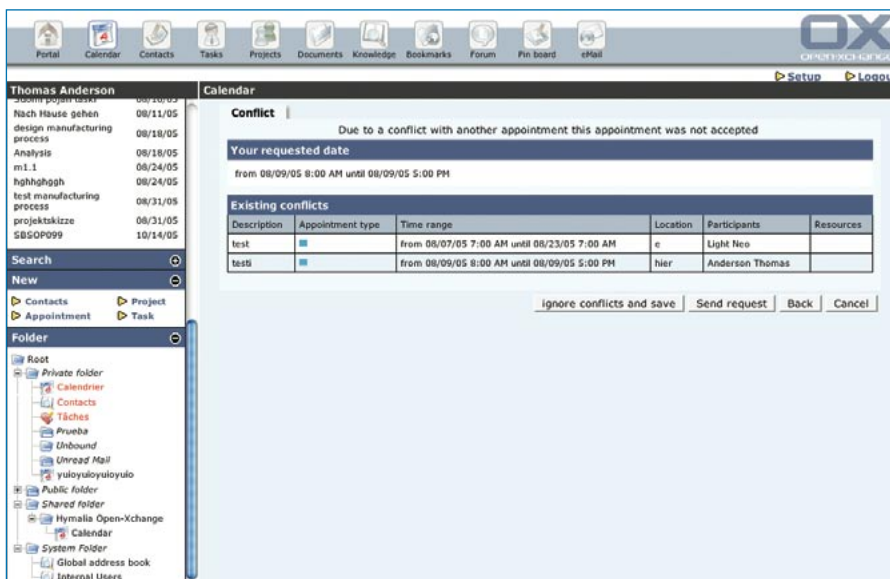 Portal Calendar Contacts Tasks Projects Documents Knowledge Bookmarks Forum Pin board eMail
OX
OPEN-XCHANGE
Setup Logou
Thomas Anderson
Calendar
Suomi pojan taski 08/10/05
Nach Hause gehen 08/11/05
design manufacturing
process 08/18/05
Analysis 08/18/05
m1.1 08/24/05
hghhghggh 08/24/05
test manufacturing
process 08/31/05
projektskizze 08/31/05
SBSOP099 10/14/05
Search
New
Contacts Project
Appointment Task
Folder
Root
Private folder
Calendrier
Contacts
Tâches
Prueba
Unbound
Unread Mail
yuioyuioyuioyuio
Public folder
Shared folder
Hymalia Open-Xchange
Calendar
System Folder
Global address book
Internal Users
Conflict
Due to a conflict with another appointment this appointment was not accepted
Your requested date
from 08/09/05 8:00 AM until 08/09/05 5:00 PM
Existing conflicts
Description Appointment type Time range Location Participants Resources
test from 08/07/05 7:00 AM until 08/23/05 7:00 AM e Light Neo
testi from 08/09/05 8:00 AM until 08/09/05 5:00 PM hier Anderson Thomas
ignore conflicts and save Send request Back Cancel